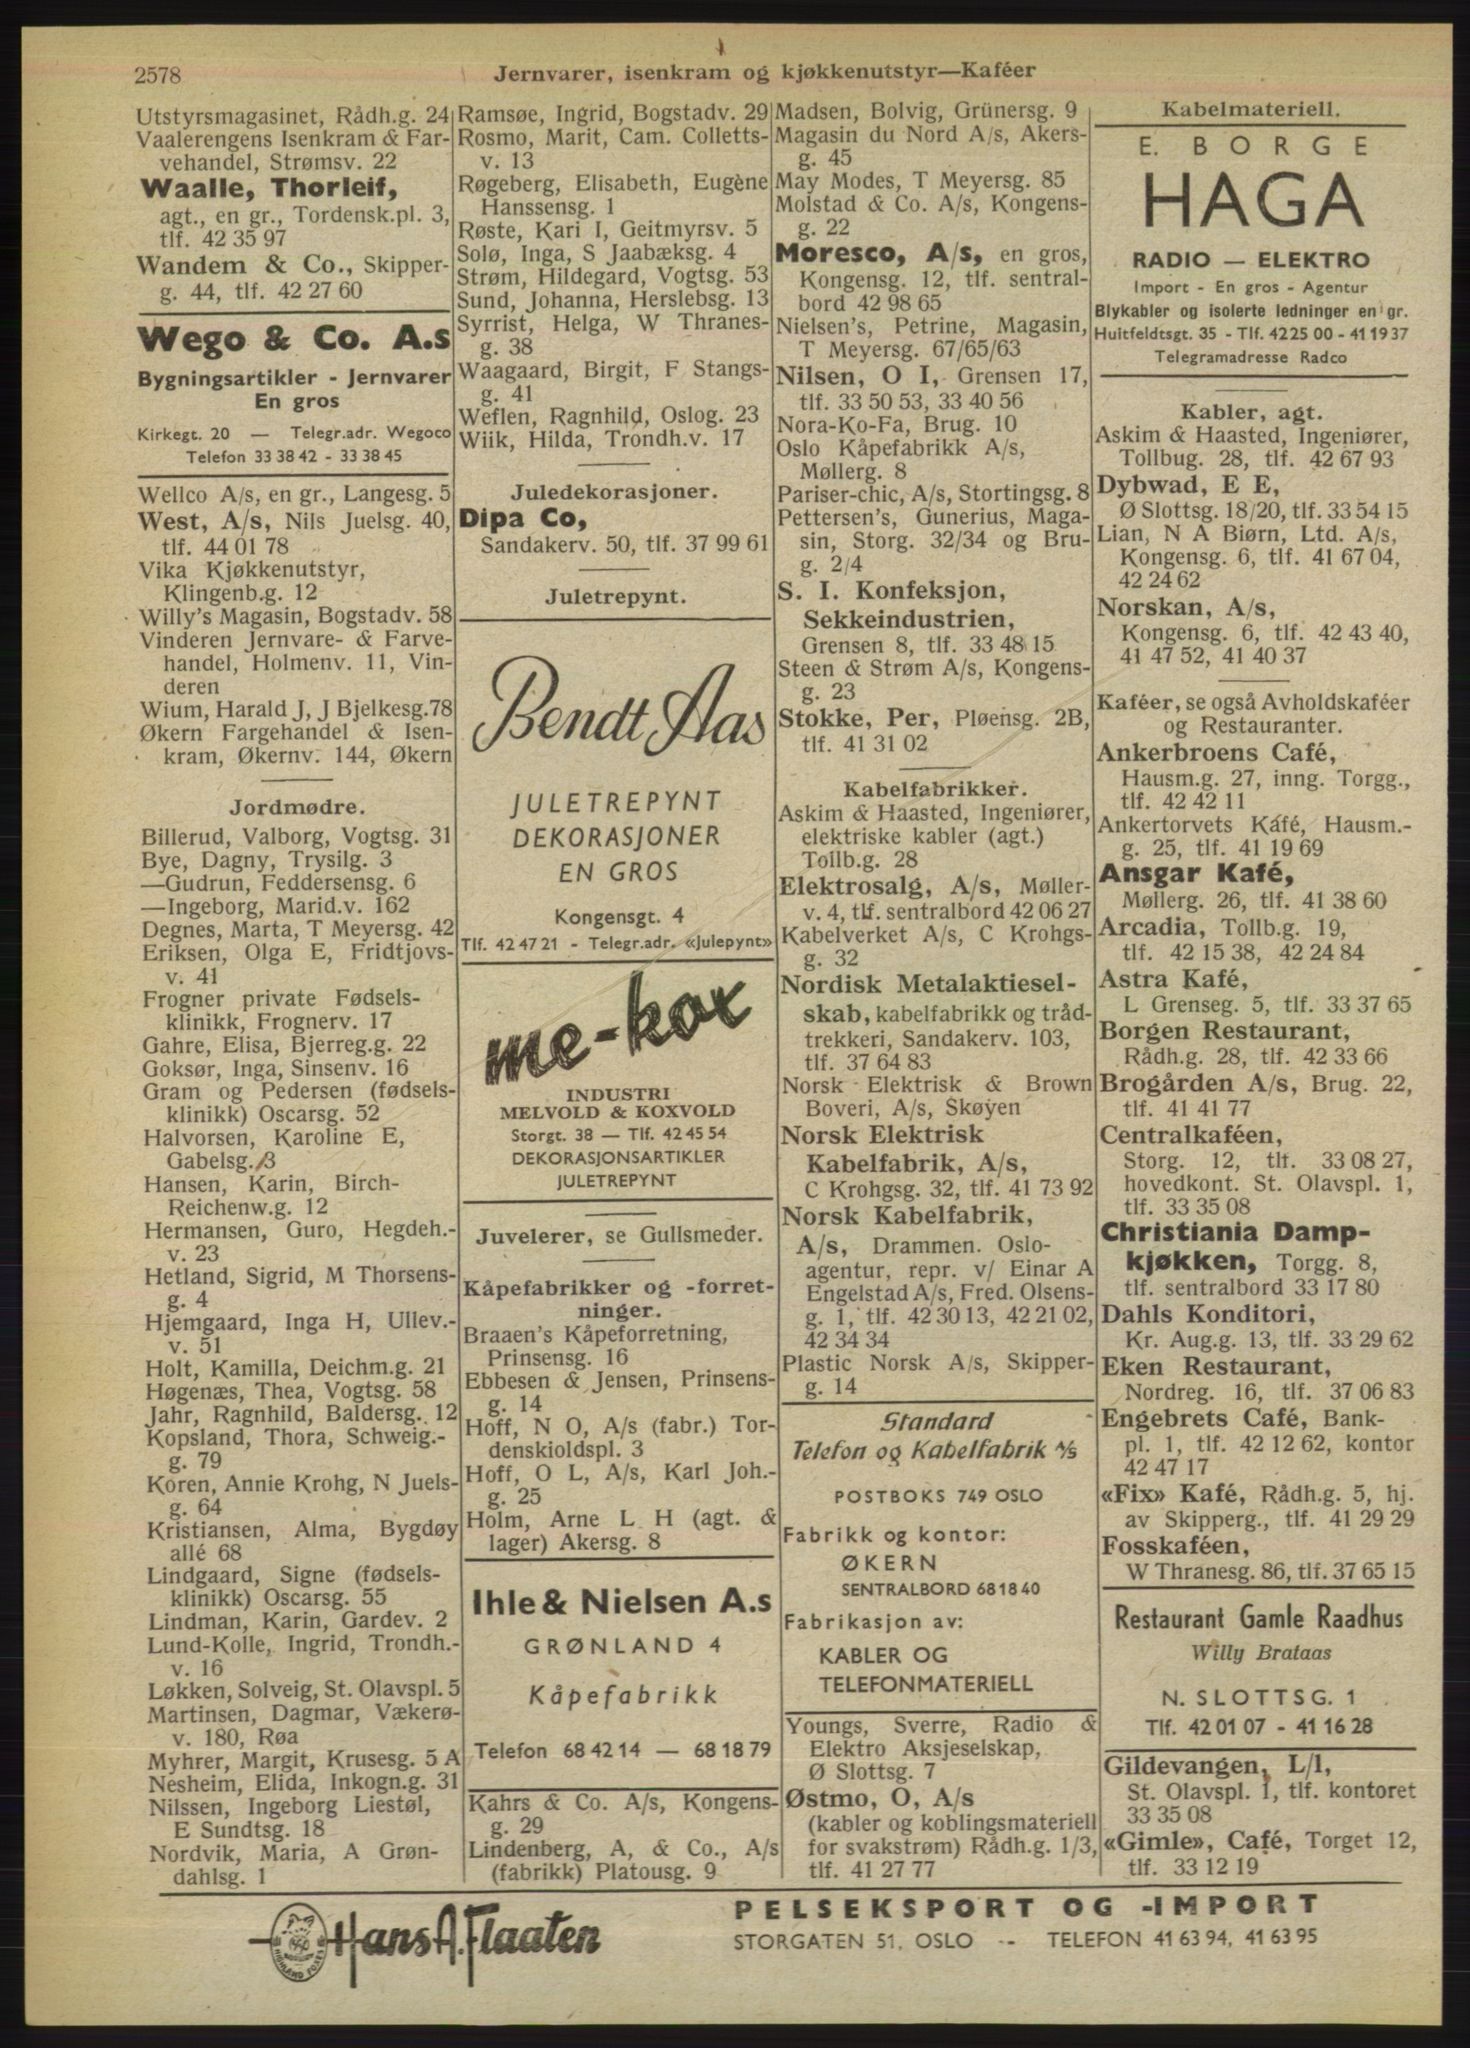 2578
Jernvarer, isenkram og kjøkkenutstyr—Kaféer
Utstyrsmagasinet, Rådh.g. 24
Vaalerengens Isenkram & Far-
vehandel, Strømsv. 22
Waalle, Thorleif,
agt., en gr., Tordensk.pl. 3,
tlf. 42 35 97
Wandem & Co., Skipper-
g. 44, tlf. 42 27 60
Wego & Co. A.s
Bygningsartikler - Jernvarer
En gros
Kirkegt. 20 — Telegr.adr. Wegoco
Telefon 33 38 42 - 33 38 45
Wellco A/s, en gr., Langesg. 5
West, A/s, Nils Juelsg. 40,
tlf. 44 01 78
Vika Kjøkkenutstyr,
Klingenb.g. 12
Willy's Magasin, Bogstadv. 58
Vinderen Jernvare- & Farve-
handel, Holmenv. 11, Vin-
deren
Wium, Harald J, J Bjelkesg.78
Økern Fargehandel & Isen-
kram, Økernv. 144, Økern
Jordmødre.
Billerud, Valborg, Vogtsg. 31
Bye, Dagny, Trysilg. 3
—Gudrun, Feddersensg. 6
—Ingeborg, Marid.v. 162
Degnes, Marta, T Meyersg. 42
Eriksen, Olga E, Fridtjovs-
v. 41
Frogner private Fødsels-
klinikk, Frognerv. 17
Gahre, Elisa, Bjerreg.g. 22
Goksør, Inga, Sinsenv. 16
Gram og Pedersen (fødsels-
klinikk) Oscarsg. 52
Halvorsen, Karoline E,
Gabelsg. 3
Hansen, Karin, Birch-
Reichenw.g. 12
Hermansen, Guro, Hegdeh.-
v. 23
Hetland, Sigrid, M Thorsens-
g. 4
Hjemgaard, Inga H, Ullev.-
v. 51
Holt, Kamilla, Deichm.g. 21
Høgenæs, Thea, Vogtsg. 58
Jahr, Ragnhild, Baldersg. 12
Kopsland, Thora, Schweig.-
g. 79
Koren, Annie Krohg, N Juels-
g. 64
Kristiansen, Alma, Bygdøy
allé 68
Lindgaard, Signe (fødsels-
klinikk) Oscarsg. 55
Lindman, Karin, Gardev. 2
Lund-Kolle, Ingrid, Trondh.-
v. 16
Løkken, Solveig, St. Olavspl. 5
Martinsen, Dagmar, Vækerø-
v. 180, Røa
Myhrer, Margit, Krusesg. 5 A
Nesheim, Elida, Inkogn.g. 31
Nilssen, Ingeborg Liestøl,
E Sundtsg. 18
Nordvik, Maria, A Grøn-
dahlsg. 1
Ramsøe, Ingrid, Bogstadv. 29
Rosmo, Marit, Cam. Colletts-
v. 13
Røgeberg, Elisabeth, Eugène
Hanssensg. 1
Røste, Kari I, Geitmyrsv. 5
Solø, Inga, S Jaabæksg. 4
Strøm, Hildegard, Vogtsg. 53
Sund, Johanna, Herslebsg. 13
Syrrist, Helga, W Thranes-
g. 38
Waagaard, Birgit, F Stangs-
g. 41
Weflen, Ragnhild, Oslog. 23
Wiik, Hilda, Trondh.v. 17
Juledekorasjoner.
Dipa Co,
Sandakerv. 50, tlf. 37 99 61
Juletrepynt.
Bendt Aas
JULETREPYNT
DEKORASJONER
EN GROS
Kongensgt. 4
Tlf. 42 47 21 - Telegr.adr. «Julepynt»
me-kox
INDUSTRI
MELVOLD & KOXVOLD
Storgt. 38 — Tlf. 42 45 54
DEKORASJONSARTIKLER
JULETREPYNT
Juvelerer, se Gullsmeder.
Kåpefabrikker og -forret-
ninger.
Braaen's Kåpeforretning,
Prinsensg. 16
Ebbesen & Jensen, Prinsens-
g. 14
Hoff, N O, A/s (fabr.) Tor-
denskioldspl. 3
Hoff, O L, A/s, Karl Joh.-
g. 25
Holm, Arne L H (agt. &
lager) Akersg. 8
Ihle & Nielsen A.s
GRØNLAND 4
Kåpefabrikk
Telefon 68 42 14 — 68 18 79
Kahrs & Co. A/s, Kongens-
g. 29
Lindenberg, A, & Co., A/s
(fabrikk) Platousg. 9
Madsen, Bolvig, Grünersg. 9
Magasin du Nord A/s, Akers-
g. 45
May Modes, T Meyersg. 85
Molstad & Co. A/s, Kongens-
g. 22
Moresco, A/s, en gros,
Kongensg. 12, tlf. sentral-
bord 42 98 65
Nielsen's, Petrine, Magasin,
T Meyersg. 67/65/63
Nilsen, O I, Grensen 17,
tlf. 33 50 53, 33 40 56
Nora-Ko-Fa, Brug. 10
Oslo Kåpefabrikk A/s,
Møllerg. 8
Pariser-chic, A/s, Stortingsg. 8
Pettersen's, Gunerius, Maga-
sin, Storg. 32/34 og Bru-
g. 2/4
S. I. Konfeksjon,
Sekkeindustrien,
Grensen 8, tlf. 33 48 15
Steen & Strøm A/s, Kongens-
g. 23
Stokke, Per, Pløensg. 2B,
tlf. 41 31 02
Kabelfabrikker.
Askim & Haasted, Ingeniører,
elektriske kabler (agt.)
Tollb.g. 28
Elektrosalg, A/s, Møller-
v. 4, tlf. sentralbord 42 06 27
Kabelverket A/s, C Krohgs-
g. 32
Nordisk Metalaktiesel-
skab, kabelfabrikk og tråd-
trekkeri, Sandakerv. 103,
tlf. 37 64 83
Norsk Elektrisk & Brown
Boveri, A/s, Skøyen
Norsk Elektrisk
Kabelfabrik, A/s,
C Krohgsg. 32, tlf. 41 73 92
Norsk Kabelfabrik,
A/s, Drammen. Oslo-
agentur, repr. v/ Einar A
Engelstad A/s, Fred. Olsens-
g. 1, tlf. 42 30 13, 42 21 02,
42 34 34
Plastic Norsk A/s, Skipper-
g. 14
Standard
Telefon og Kabelfabrik A/S
POSTBOKS 749 OSLO
Fabrikk og kontor:
ØKERN
SENTRALBORD 68 18 40
Fabrikasjon av:
KABLER OG
TELEFONMATERIELL
Youngs, Sverre, Radio &
Elektro Aksjeselskap,
Ø Slottsg. 7
Østmo, O, A/s
(kabler og koblingsmateriell
for svakstrøm) Rådh.g. 1/3,
tlf. 41 27 77
Kabelmateriell.
E. BORGE
HAGA
RADIO — ELEKTRO
Import - En gros - Agentur
Blykabler og isolerte ledninger en gr.
Huitfeldtsgt. 35 - Tlf. 42 25 00 - 41 19 37
Telegramadresse Radco
Kabler, agt.
Askim & Haasted, Ingeniører,
Tollbug. 28, tlf. 42 67 93
Dybwad, E E,
Ø Slottsg. 18/20, tlf. 33 54 15
Lian, N A Biørn, Ltd. A/s,
Kongensg. 6, tlf. 41 67 04,
42 24 62
Norskan, A/s,
Kongensg. 6, tlf. 42 43 40,
41 47 52, 41 40 37
Kaféer, se også Avholdskaféer
og Restauranter.
Ankerbroens Café,
Hausm.g. 27, inng. Torgg.,
tlf. 42 42 11
Ankertorvets Kafé, Hausm.-
g. 25, tlf. 41 19 69
Ansgar Kafé,
Møllerg. 26, tlf. 41 38 60
Arcadia, Tollb.g. 19,
tlf. 42 15 38, 42 24 84
Astra Kafé,
L Grenseg. 5, tlf. 33 37 65
Borgen Restaurant,
Rådh.g. 28, tlf. 42 33 66
Brogården A/s, Brug. 22,
tlf. 41 41 77
Centralkaféen,
Storg. 12, tlf. 33 08 27,
hovedkont. St. Olavspl. 1,
tlf. 33 35 08
Christiania Damp-
kjøkken, Torgg. 8,
tlf. sentralbord 33 17 80
Dahls Konditori,
Kr. Aug.g. 13, tlf. 33 29 62
Eken Restaurant,
Nordreg. 16, tlf. 37 06 83
Engebrets Café, Bank-
pl. 1, tlf. 42 12 62, kontor
42 47 17
«Fix» Kafé, Rådh.g. 5, hj.
av Skipperg., tlf. 41 29 29
Fosskaféen,
W Thranesg. 86, tlf. 37 65 15
Restaurant Gamle Raadhus
Willy Brataas
N. SLOTTSG. 1
Tlf. 42 01 07 - 41 16 28
Gildevangen, L/l,
St. Olavspl. 1, tlf. kontoret
33 35 08
«Gimle», Café, Torget 12,
tlf. 33 12 19
Hans A. Flaaten
PELSEKSPORT OG -IMPORT
STORGATEN 51, OSLO -- TELEFON 41 63 94, 41 63 95